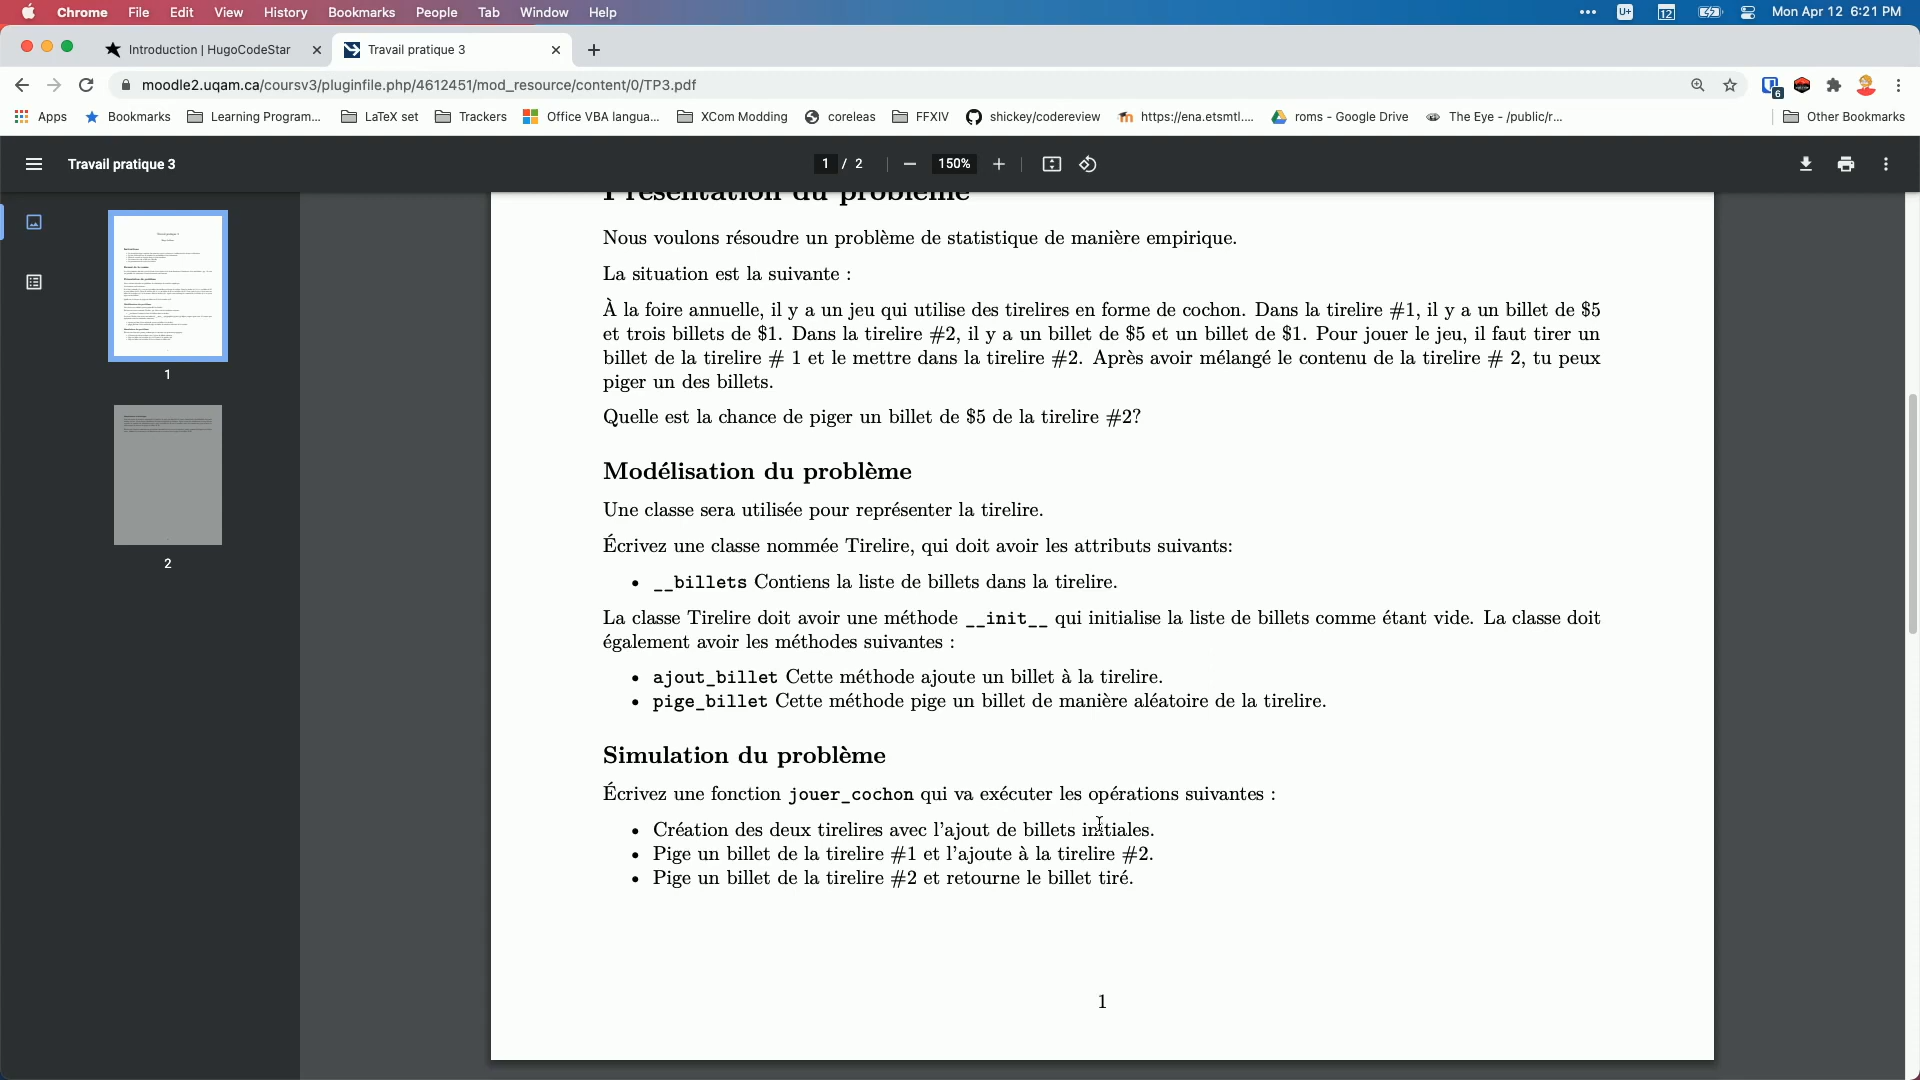 Chrome File Edit View History Bookmarks People Tab Window Help U+ 12 Mon Apr 12 6:21 PM
Introduction | HugoCodeStar Travail pratique 3
moodle2.uqam.ca/coursv3/pluginfile.php/4612451/mod_resource/content/0/TP3.pdf 6
Apps Bookmarks Learning Program... LaTeX set Trackers Office VBA langua... XCom Modding coreleas FFXIV shickey/codereview https://ena.etsmtl.... roms - Google Drive The Eye - /public/r... Other Bookmarks
Travail pratique 3 1 / 2 150%
1
2
Présentation du problème
Nous voulons résoudre un problème de statistique de manière empirique.
La situation est la suivante :
À la foire annuelle, il y a un jeu qui utilise des tirelires en forme de cochon. Dans la tirelire #1, il y a un billet de $5
et trois billets de $1. Dans la tirelire #2, il y a un billet de $5 et un billet de $1. Pour jouer le jeu, il faut tirer un
billet de la tirelire # 1 et le mettre dans la tirelire #2. Après avoir mélangé le contenu de la tirelire # 2, tu peux
piger un des billets.
Quelle est la chance de piger un billet de $5 de la tirelire #2?
Modélisation du problème
Une classe sera utilisée pour représenter la tirelire.
Écrivez une classe nommée Tirelire, qui doit avoir les attributs suivants:
• __billets Contiens la liste de billets dans la tirelire.
La classe Tirelire doit avoir une méthode __init__ qui initialise la liste de billets comme étant vide. La classe doit
également avoir les méthodes suivantes :
• ajout_billet Cette méthode ajoute un billet à la tirelire.
• pige_billet Cette méthode pige un billet de manière aléatoire de la tirelire.
Simulation du problème
Écrivez une fonction jouer_cochon qui va exécuter les opérations suivantes :
• Création des deux tirelires avec l'ajout de billets initiales.
• Pige un billet de la tirelire #1 et l'ajoute à la tirelire #2.
• Pige un billet de la tirelire #2 et retourne le billet tiré.
1